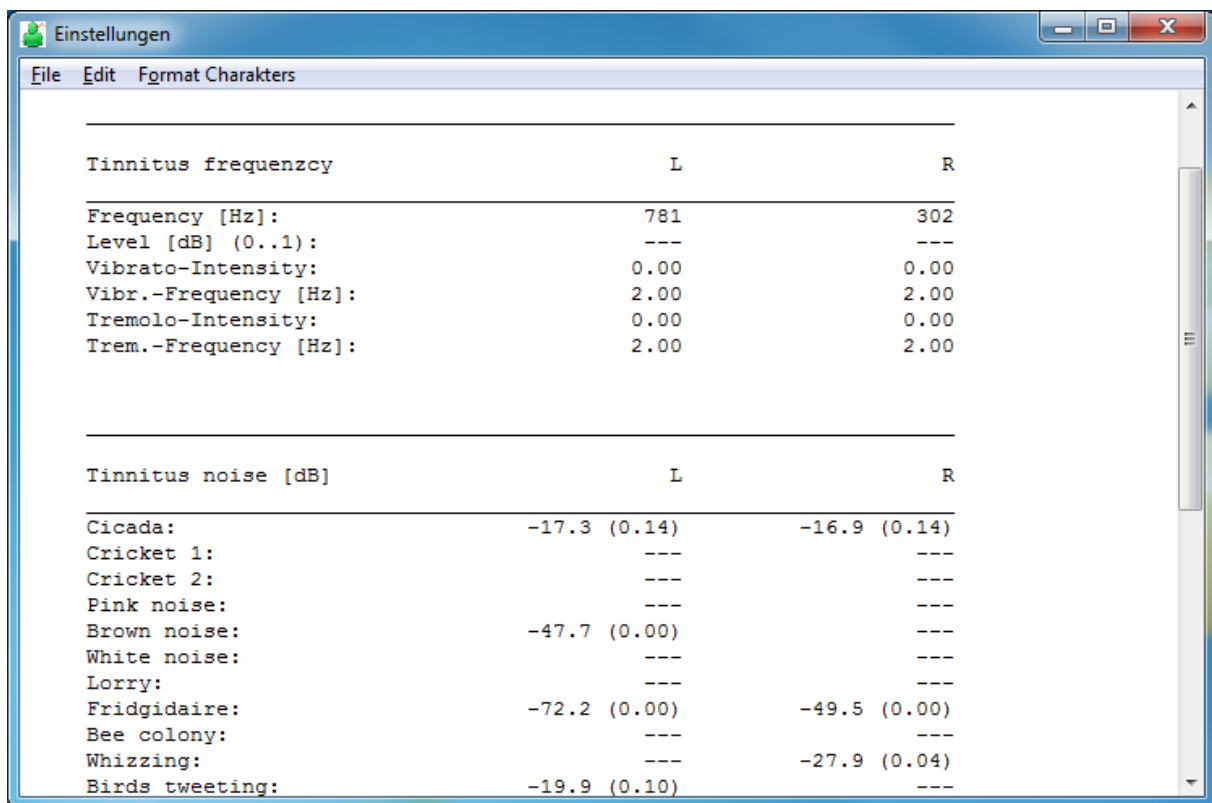 Einstellungen
File Edit Format Charakters
Tinnitus frequenzcy L R
Frequency [Hz]: 781 302
Level [dB] (0..1): --- ---
Vibrato-Intensity: 0.00 0.00
Vibr.-Frequency [Hz]: 2.00 2.00
Tremolo-Intensity: 0.00 0.00
Trem.-Frequency [Hz]: 2.00 2.00
Tinnitus noise [dB] L R
Cicada: -17.3 (0.14) -16.9 (0.14)
Cricket 1: --- ---
Cricket 2: --- ---
Pink noise: --- ---
Brown noise: -47.7 (0.00) ---
White noise: --- ---
Lorry: --- ---
Fridgidaire: -72.2 (0.00) -49.5 (0.00)
Bee colony: --- ---
Whizzing: --- -27.9 (0.04)
Birds tweeting: -19.9 (0.10) ---